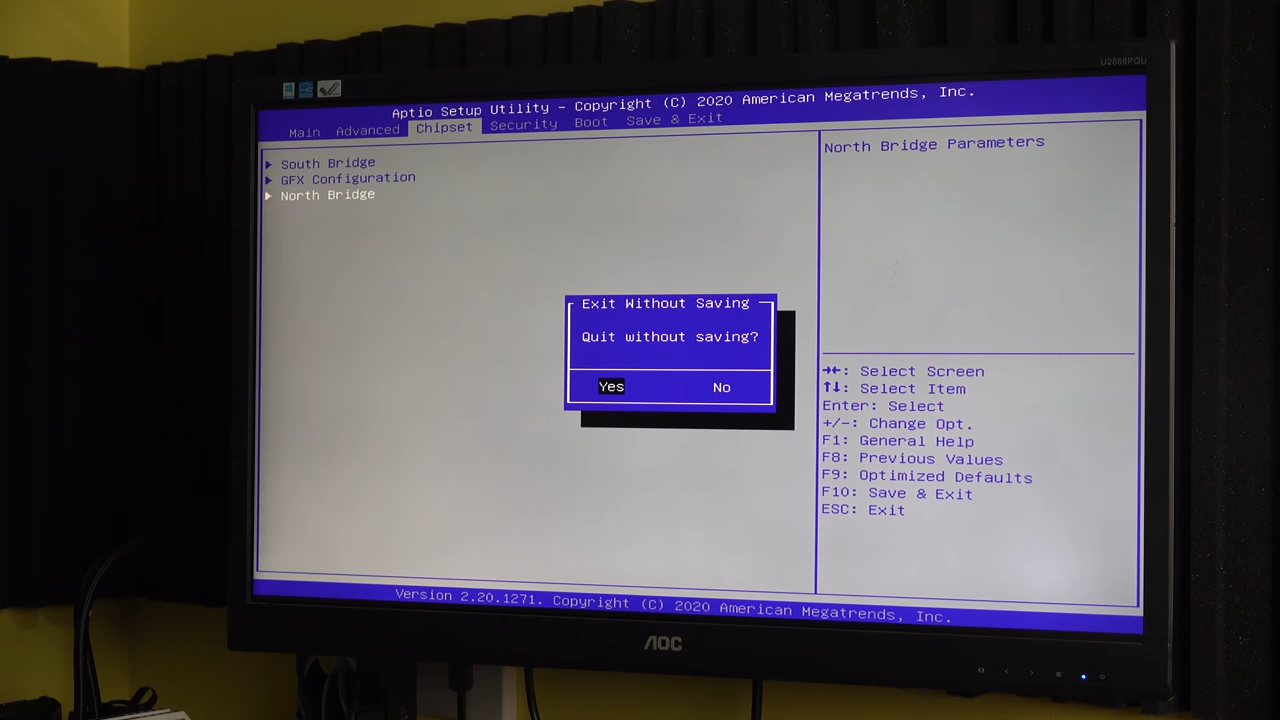 U2868PQU
Aptio Setup Utility – Copyright (C) 2020 American Megatrends, Inc.
Main Advanced Chipset Security Boot Save & Exit
South Bridge
GFX Configuration
North Bridge
North Bridge Parameters
Exit Without Saving
Quit without saving?
Yes No
→←: Select Screen
↑↓: Select Item
Enter: Select
+/-: Change Opt.
F1: General Help
F8: Previous Values
F9: Optimized Defaults
F10: Save & Exit
ESC: Exit
Version 2.20.1271. Copyright (C) 2020 American Megatrends, Inc.
AOC